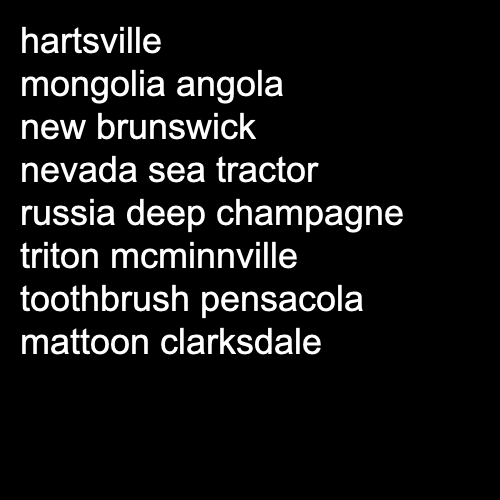 hartsville
mongolia angola
new brunswick
nevada sea tractor
russia deep champagne
triton mcminnville
toothbrush pensacola
mattoon clarksdale